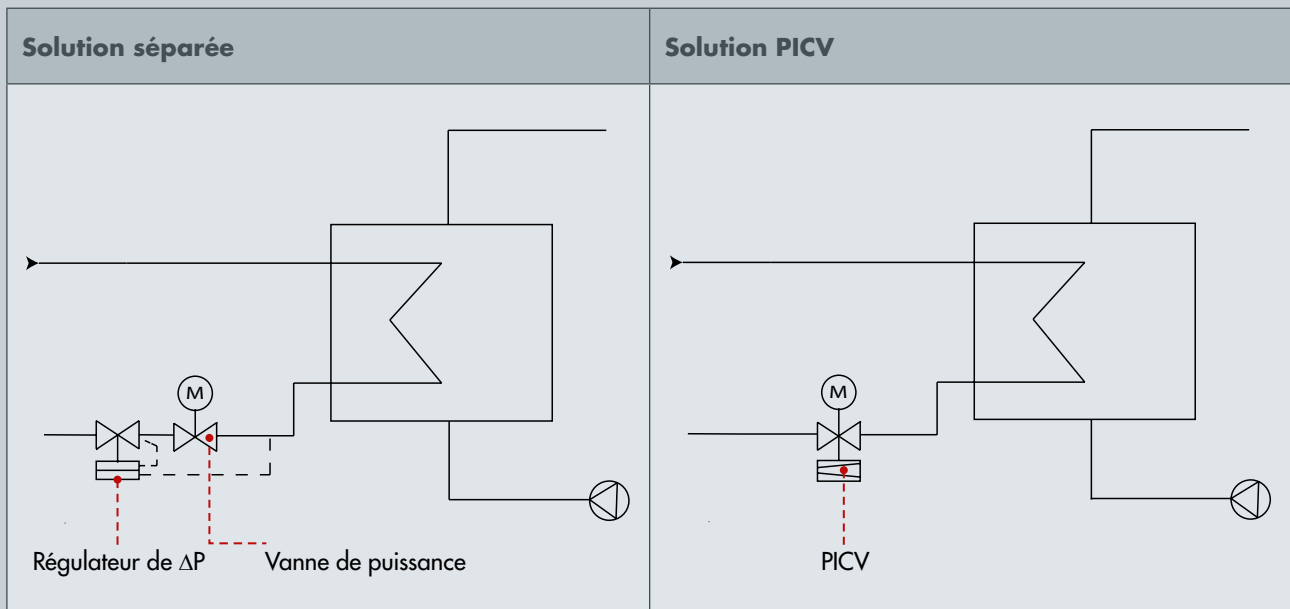 Solution séparée
Solution PICV
M
Régulateur de ΔP
Vanne de puissance
M
PICV